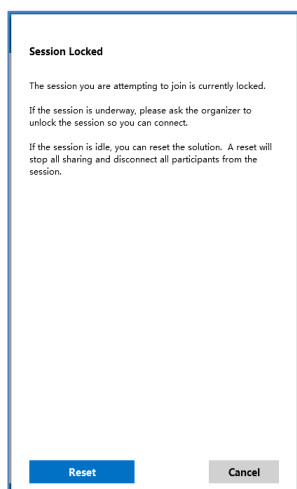 Session Locked
The session you are attempting to join is currently locked.
If the session is underway, please ask the organizer to
unlock the session so you can connect.
If the session is idle, you can reset the solution.  A reset will
stop all sharing and disconnect all participants from the
session.
Reset
Cancel